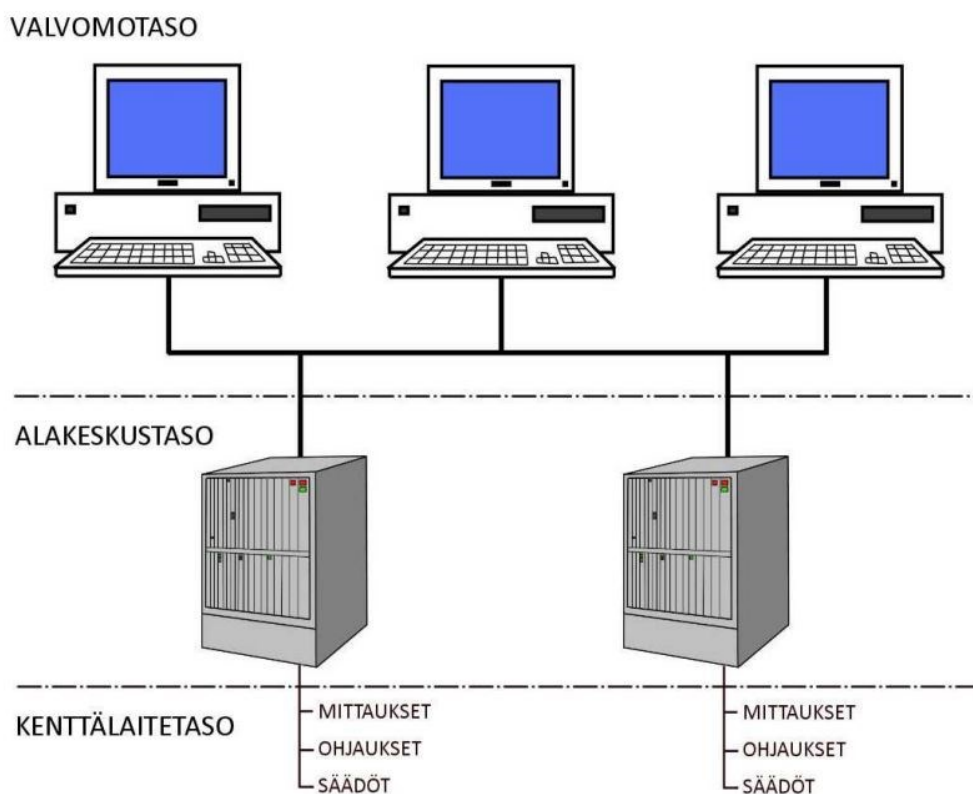 VALVOMOTASO
ALAKESKUSTASO
KENTTÄLAITETASO
MITTAUKSET
OHJAUKSET
SÄÄDÖT
MITTAUKSET
OHJAUKSET
SÄÄDÖT